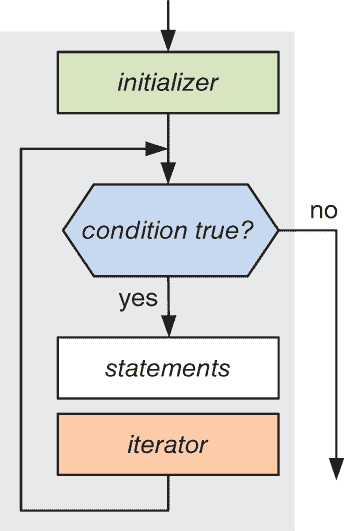 initializer
condition true?
no
yes
statements
iterator